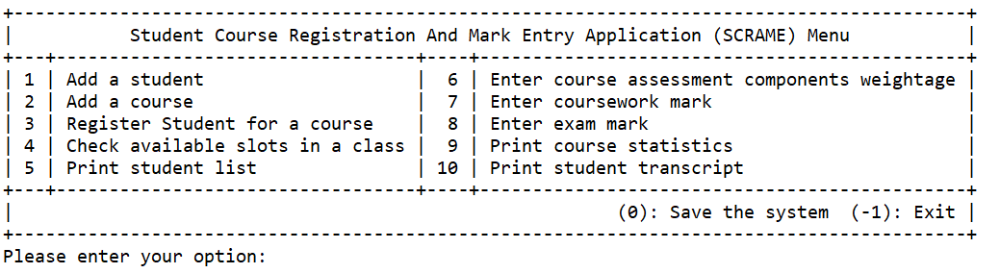 Student Course Registration And Mark Entry Application (SCRAME) Menu
1 | Add a student | 6 | Enter course assessment components weightage
2 | Add a course | 7 | Enter coursework mark
3 | Register Student for a course | 8 | Enter exam mark
4 | Check available slots in a class | 9 | Print course statistics
5 | Print student list | 10 | Print student transcript
(0): Save the system (-1): Exit
Please enter your option: